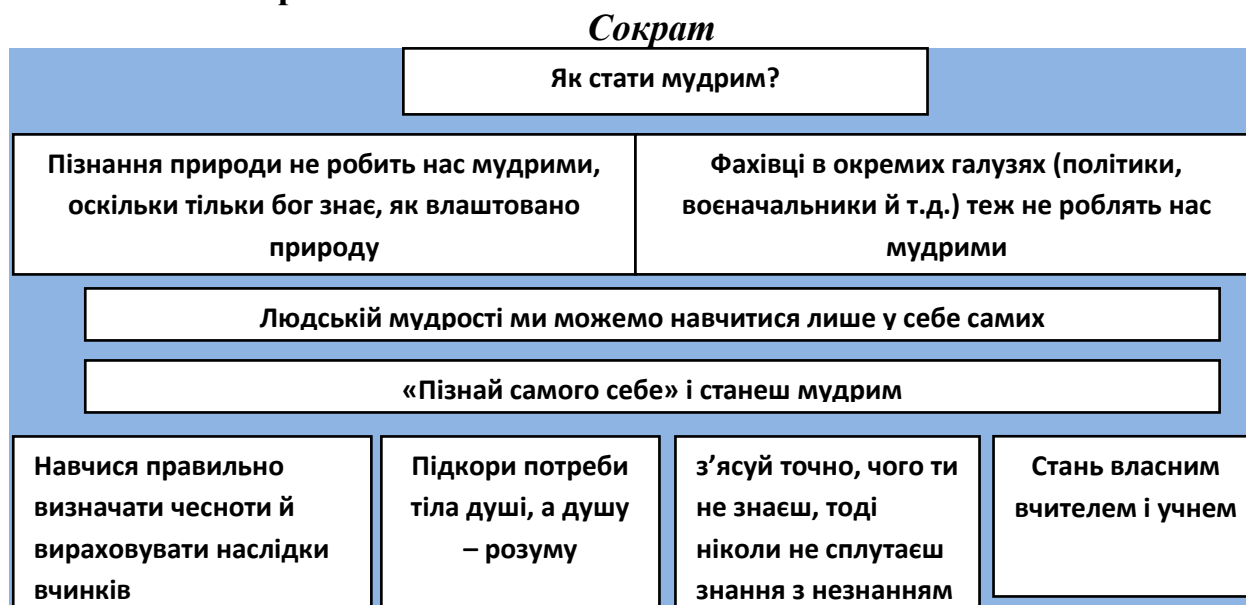 Сократ
Як стати мудрим?
Пізнання природи не робить нас мудрими,
оскільки тільки бог знає, як влаштовано
природу
Фахівці в окремих галузях (політики,
воєначальники й т.д.) теж не роблять нас
мудрими
Людській мудрості ми можемо навчитися лише у себе самих
«Пізнай самого себе» і станеш мудрим
Навчися правильно
визначати чесноти й
вираховувати наслідки
вчинків
Підкори потреби
тіла душі, а душу
– розуму
з’ясуй точно, чого ти
не знаєш, тоді
ніколи не сплутаєш
знання з незнанням
Стань власним
вчителем і учнем